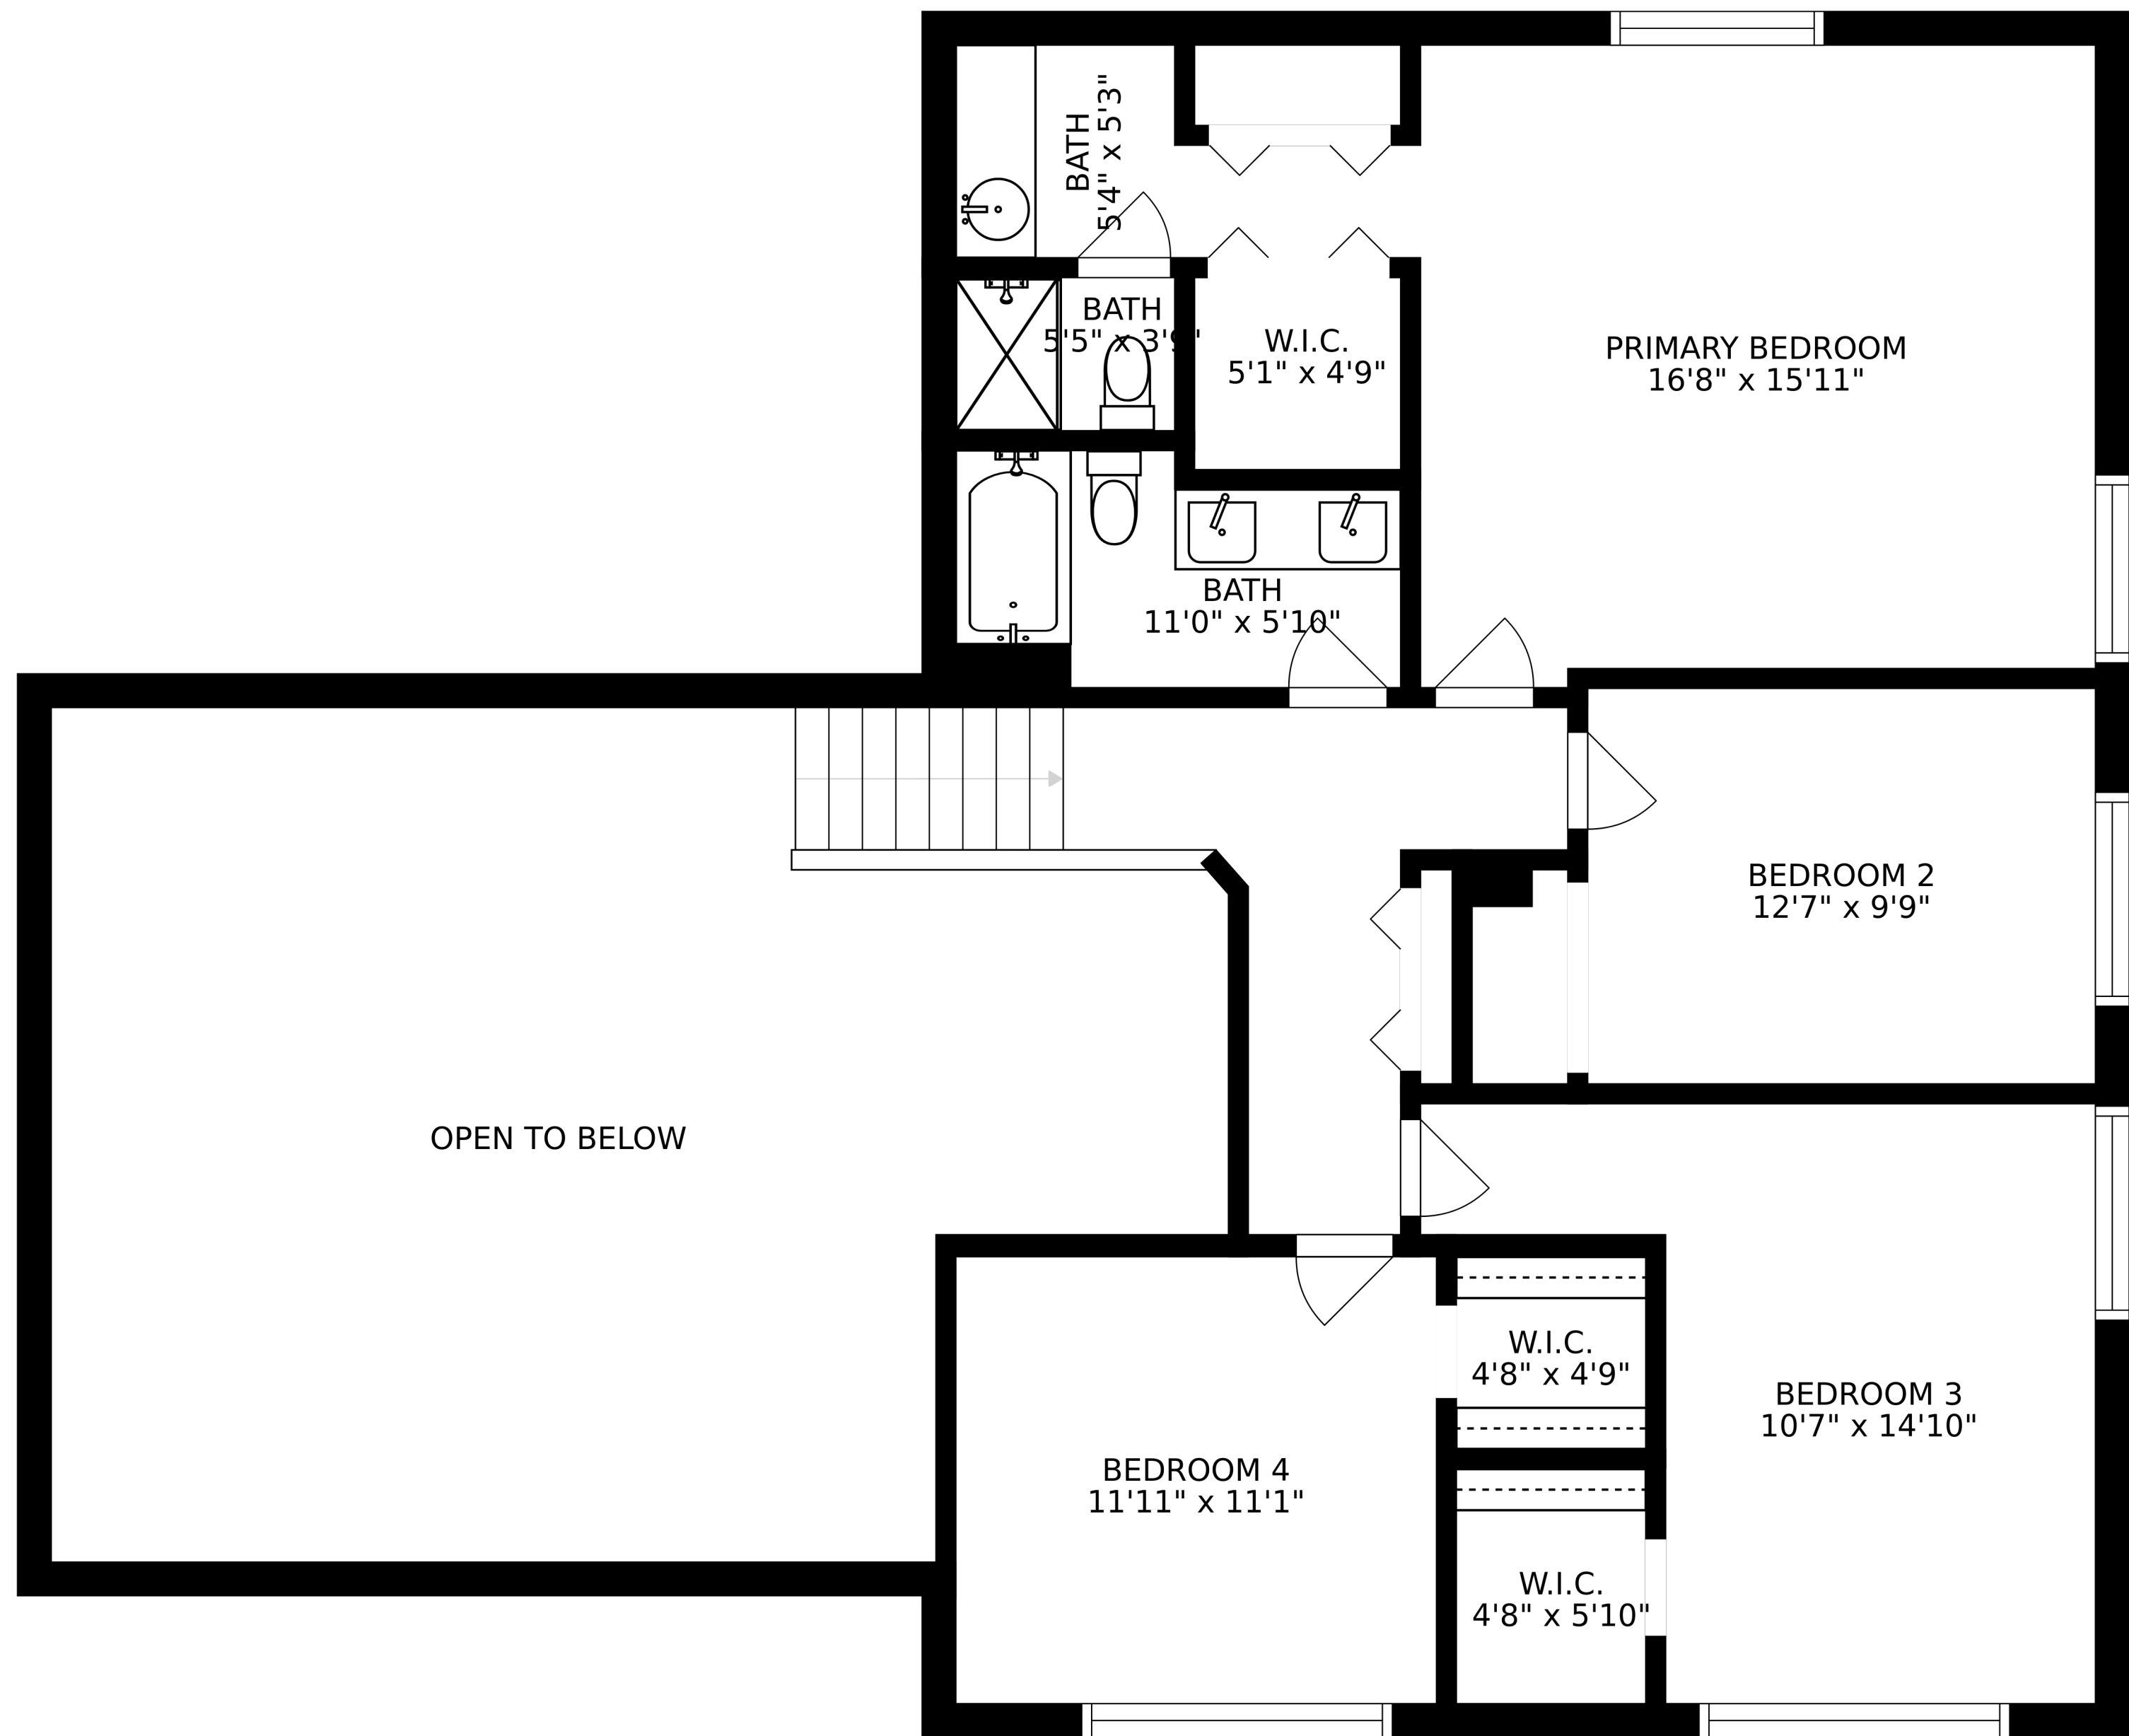 BATH
5'4" x 5'3"
BATH
5'5" x 3'9"
W.I.C.
5'1" x 4'9"
PRIMARY BEDROOM
16'8" x 15'11"
BATH
11'0" x 5'10"
BEDROOM 2
12'7" x 9'9"
OPEN TO BELOW
W.I.C.
4'8" x 4'9"
BEDROOM 3
10'7" x 14'10"
BEDROOM 4
11'11" x 11'1"
W.I.C.
4'8" x 5'10"